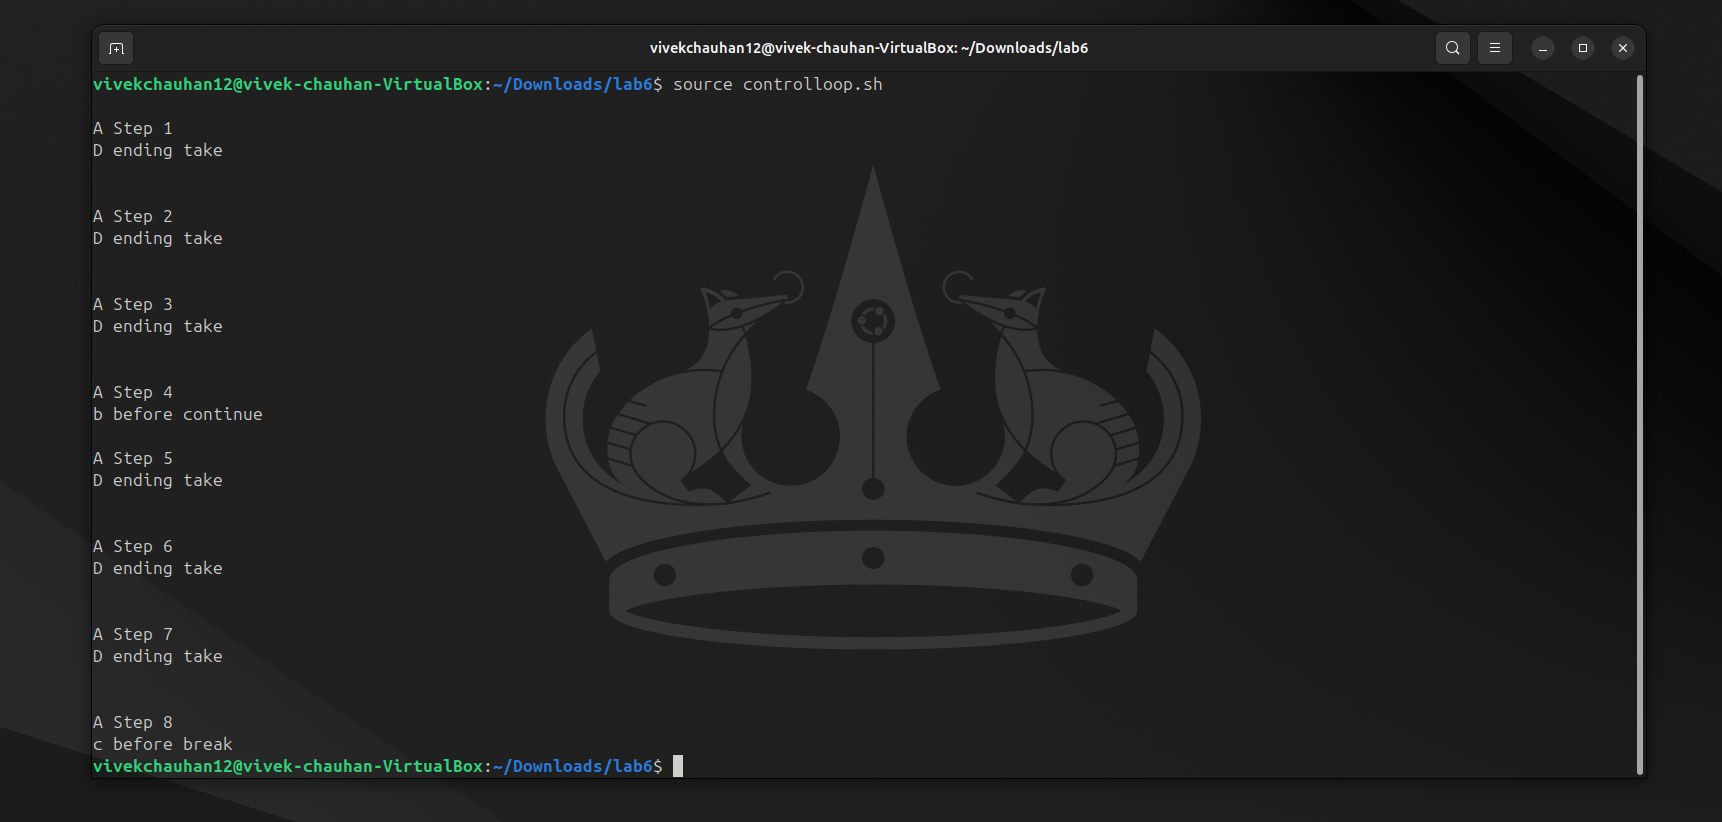 vivekchauhan12@vivek-chauhan-VirtualBox: ~/Downloads/lab6
vivekchauhan12@vivek-chauhan-VirtualBox:~/Downloads/lab6$ source controlloop.sh
A Step 1
D ending take
A Step 2
D ending take
A Step 3
D ending take
A Step 4
b before continue
A Step 5
D ending take
A Step 6
D ending take
A Step 7
D ending take
A Step 8
c before break
vivekchauhan12@vivek-chauhan-VirtualBox:~/Downloads/lab6$